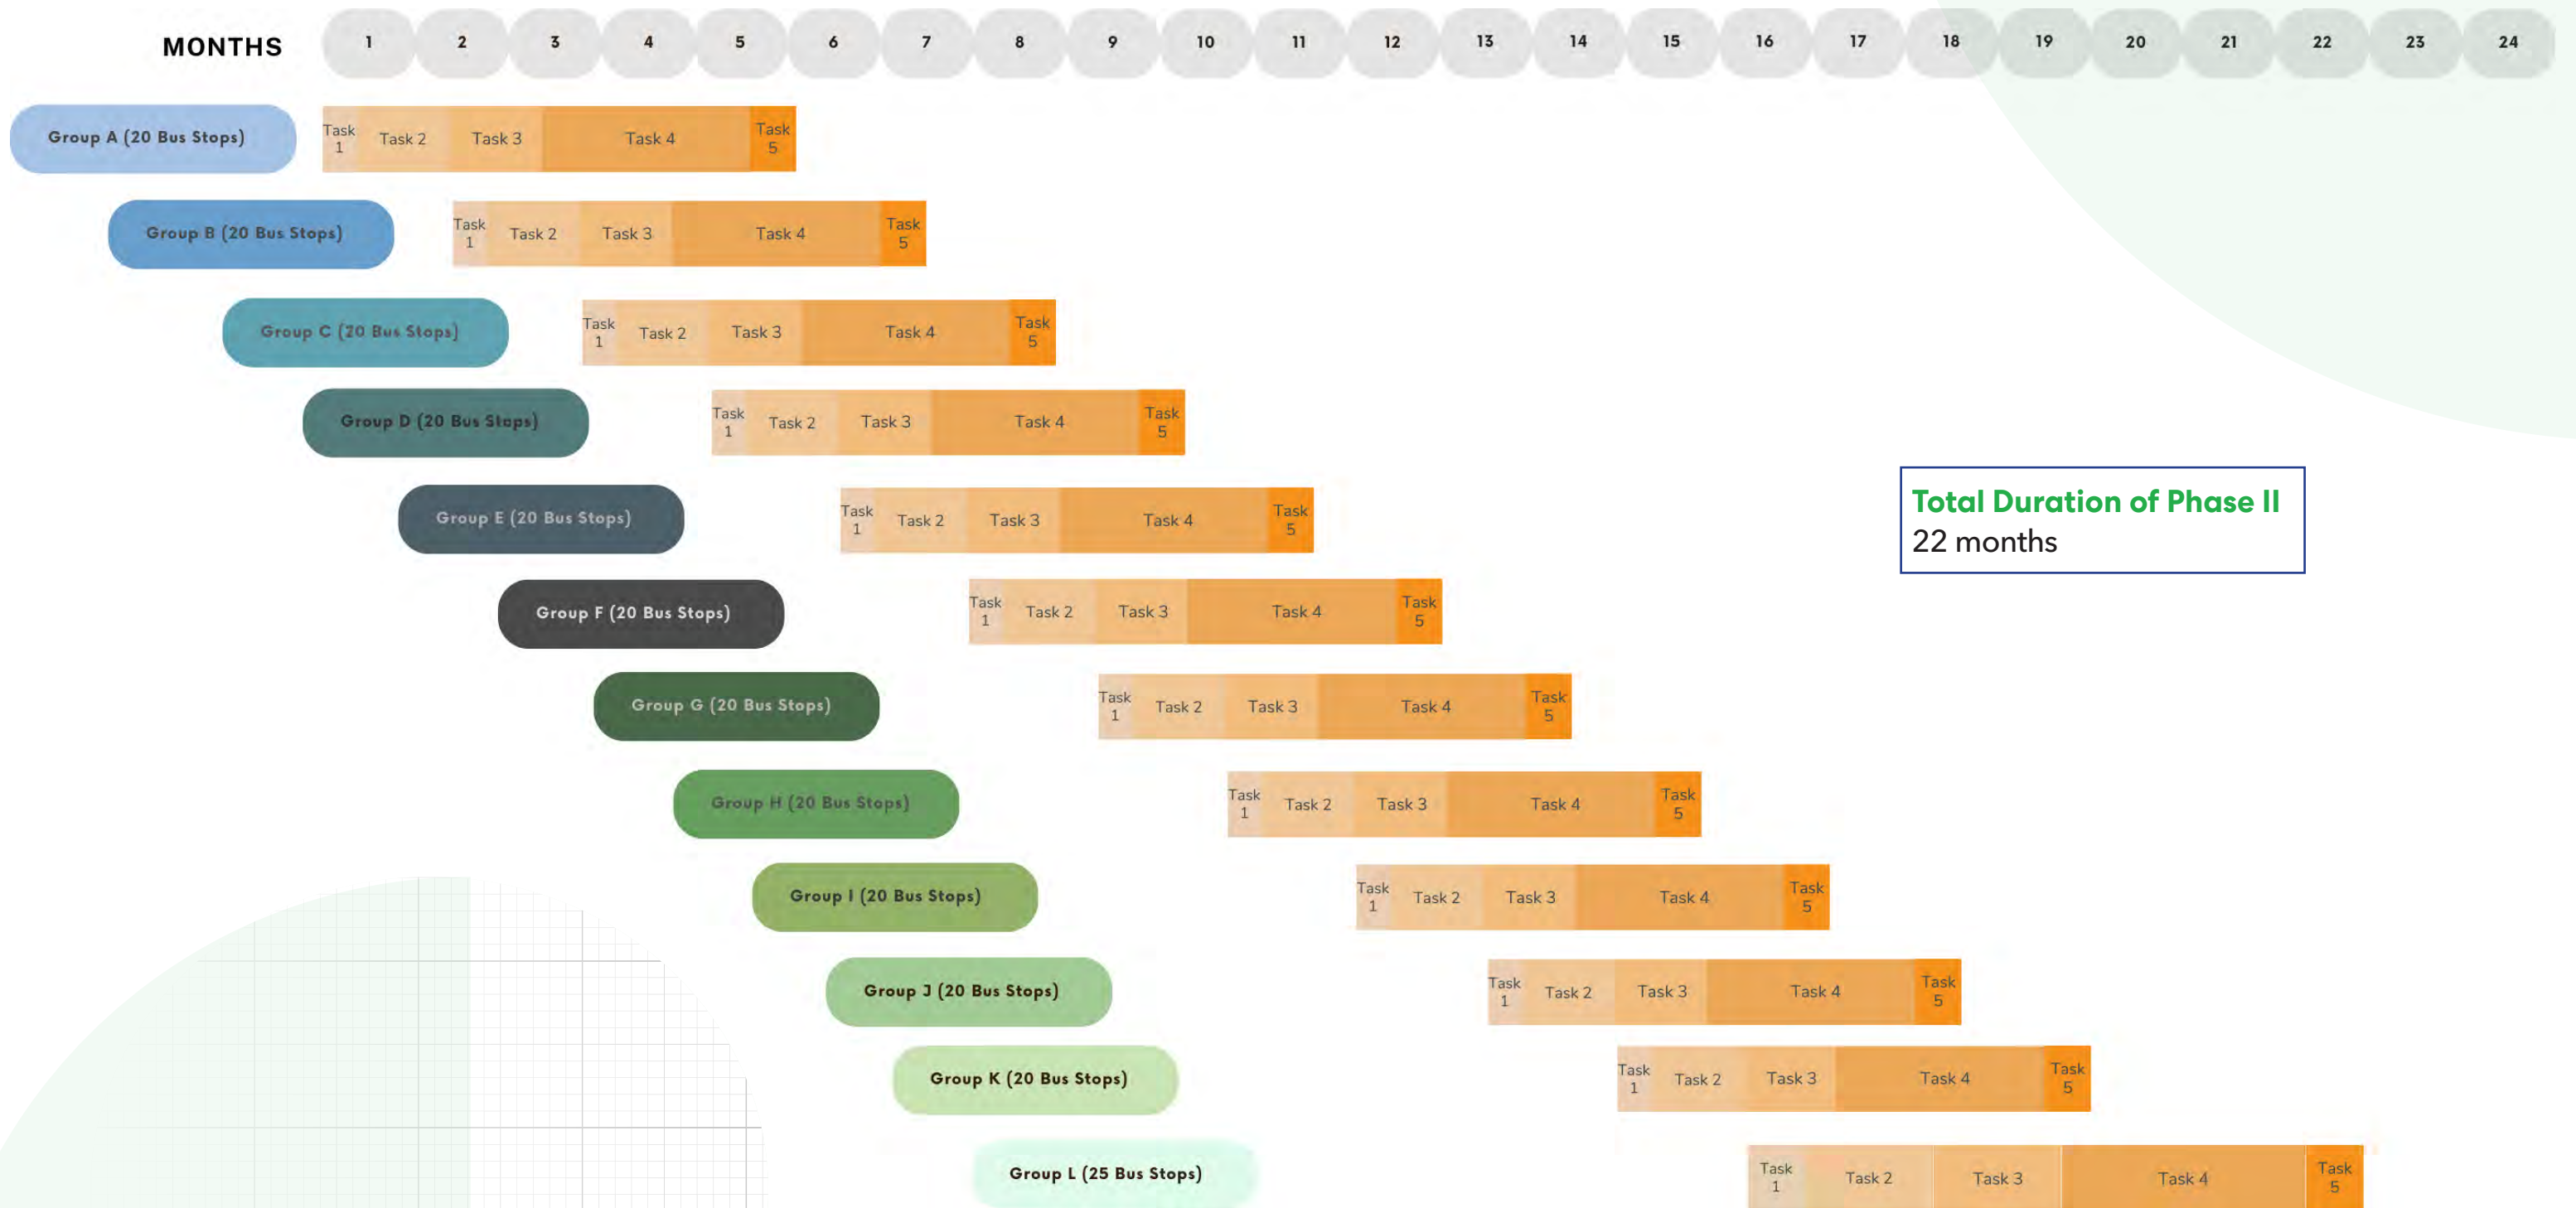 MONTHS 1 2 3 4 5 6 7 8 9 10 11 12 13 14 15 16 17 18 19 20 21 22 23 24
Group A (20 Bus Stops) Task 1 Task 2 Task 3 Task 4 Task 5
Group B (20 Bus Stops) Task 1 Task 2 Task 3 Task 4 Task 5
Group C (20 Bus Stops) Task 1 Task 2 Task 3 Task 4 Task 5
Group D (20 Bus Stops) Task 1 Task 2 Task 3 Task 4 Task 5
Group E (20 Bus Stops) Task 1 Task 2 Task 3 Task 4 Task 5
Total Duration of Phase II
22 months
Group F (20 Bus Stops) Task 1 Task 2 Task 3 Task 4 Task 5
Group G (20 Bus Stops) Task 1 Task 2 Task 3 Task 4 Task 5
Group H (20 Bus Stops) Task 1 Task 2 Task 3 Task 4 Task 5
Group I (20 Bus Stops) Task 1 Task 2 Task 3 Task 4 Task 5
Group J (20 Bus Stops) Task 1 Task 2 Task 3 Task 4 Task 5
Group K (20 Bus Stops) Task 1 Task 2 Task 3 Task 4 Task 5
Group L (25 Bus Stops) Task 1 Task 2 Task 3 Task 4 Task 5